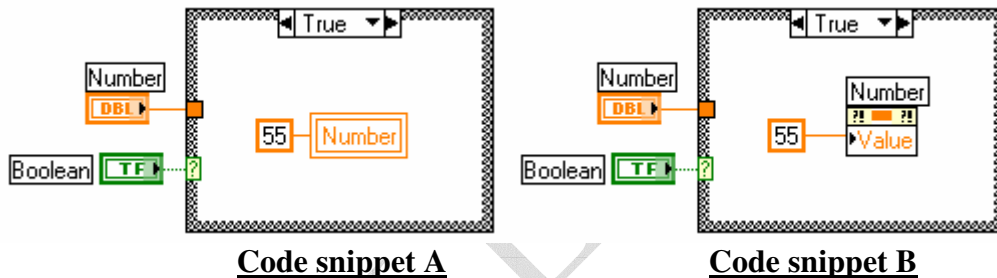 True
Number
DBL
55
Number
Boolean
TF
?
Code snippet A
True
Number
DBL
Number
?! ?!
55
Value
Boolean
TF
?
Code snippet B